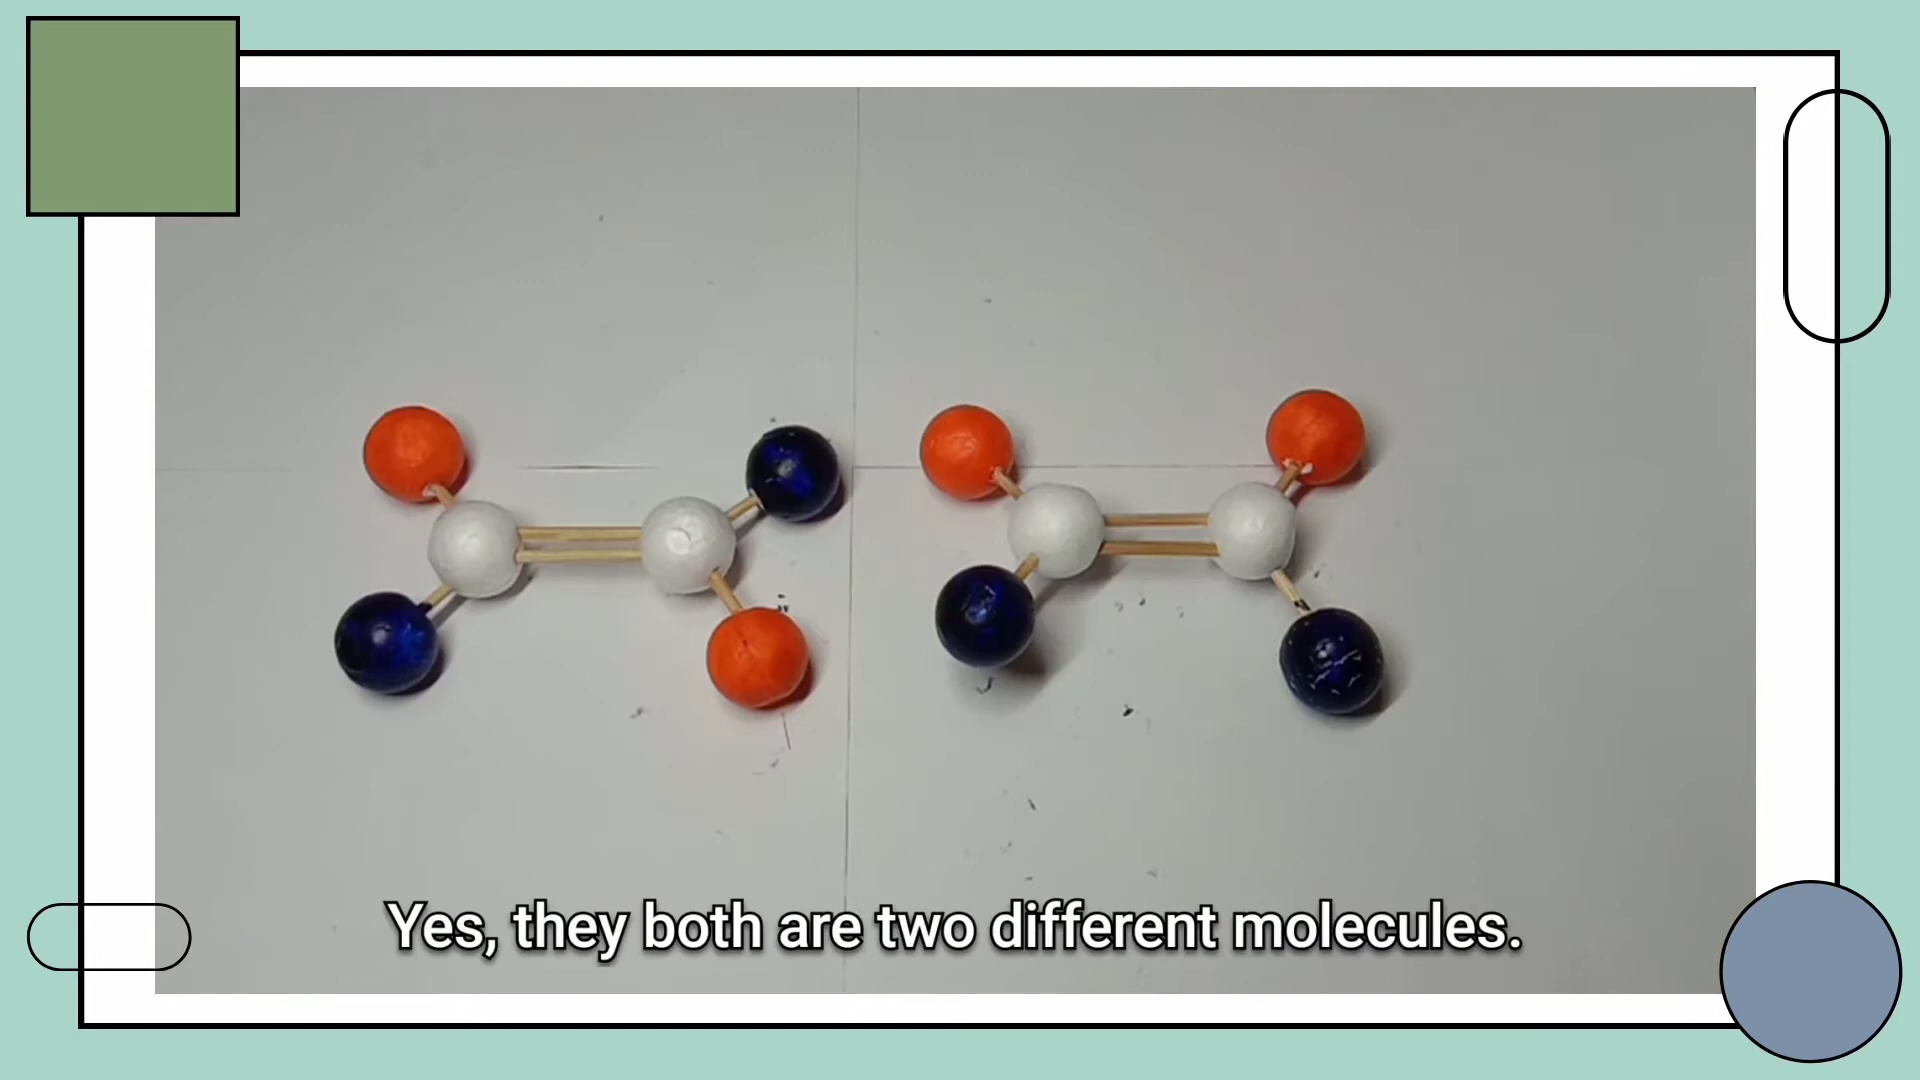 Yes, they both are two different molecules.